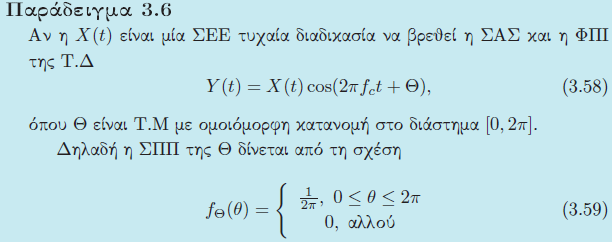 Παράδειγμα 3.6
Αν η X(t) είναι μία ΣΕΕ τυχαία διαδικασία να βρεθεί η ΣΑΣ και η ΦΠΙ
της Τ.Δ
Y(t) = X(t) cos(2πf_c t + Θ), (3.58)
όπου Θ είναι Τ.Μ με ομοιόμορφη κατανομή στο διάστημα [0, 2π].
Δηλαδή η ΣΠΠ της Θ δίνεται από τη σχέση
f_Θ(θ) = { 1/2π, 0 ≤ θ ≤ 2π
0, αλλού (3.59)